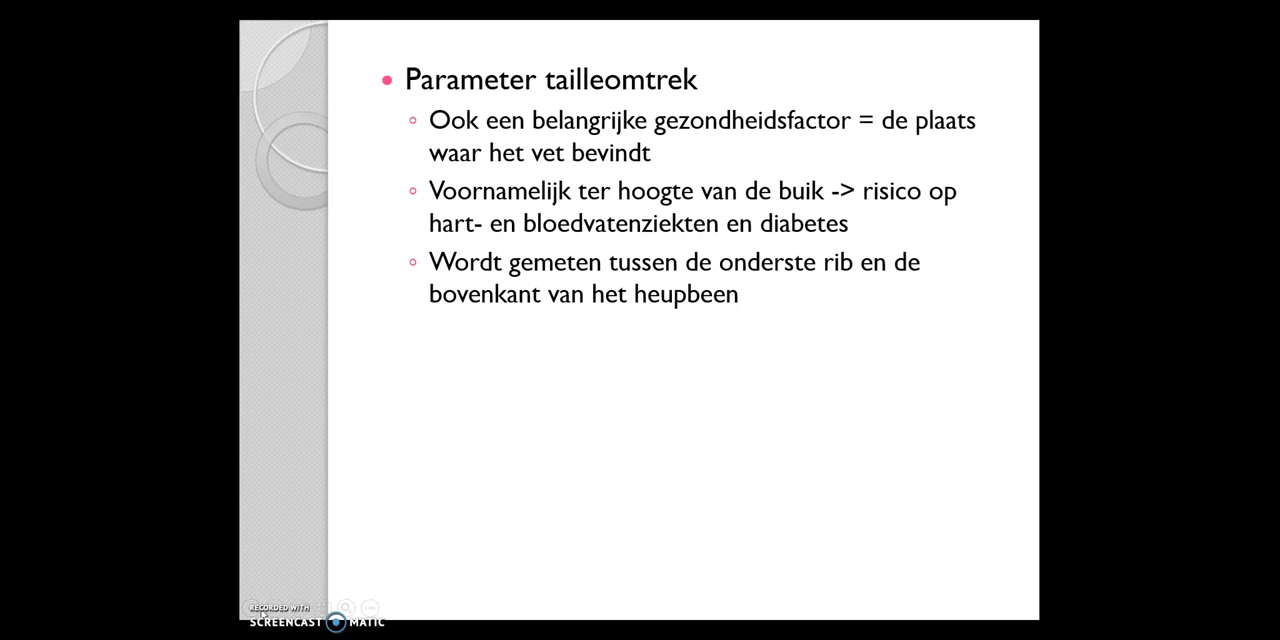 Parameter tailleomtrek
Ook een belangrijke gezondheidsfactor = de plaats
waar het vet bevindt
Voornamelijk ter hoogte van de buik -> risico op
hart- en bloedvatenziekten en diabetes
Wordt gemeten tussen de onderste rib en de
bovenkant van het heupbeen
RECORDED WITH
SCREENCAST MATIC